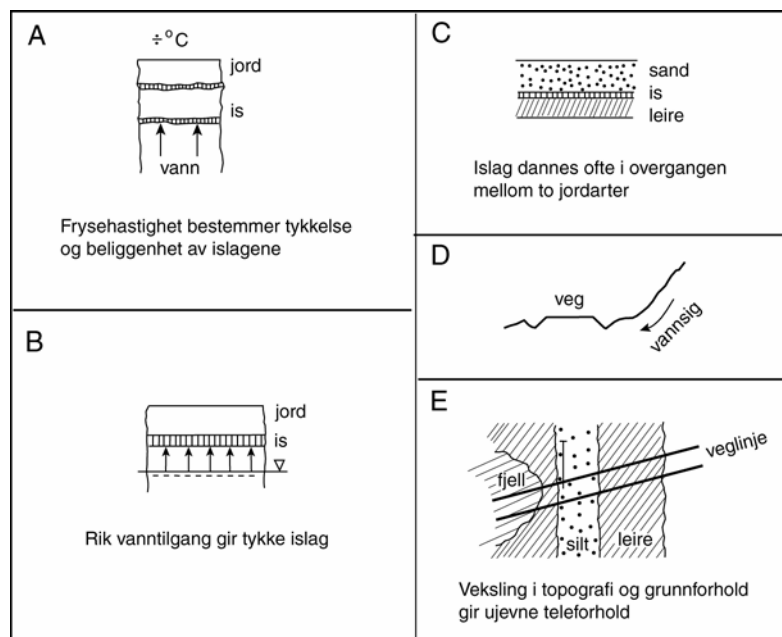 A
÷°C
jord
is
vann
Frysehastighet bestemmer tykkelse
og beliggenhet av islagene
B
jord
is
Rik vanntilgang gir tykke islag
C
sand
is
leire
Islag dannes ofte i overgangen
mellom to jordarter
D
veg
vannsig
E
veglinje
fjell
silt
leire
Veksling i topografi og grunnforhold
gir ujevne teleforhold